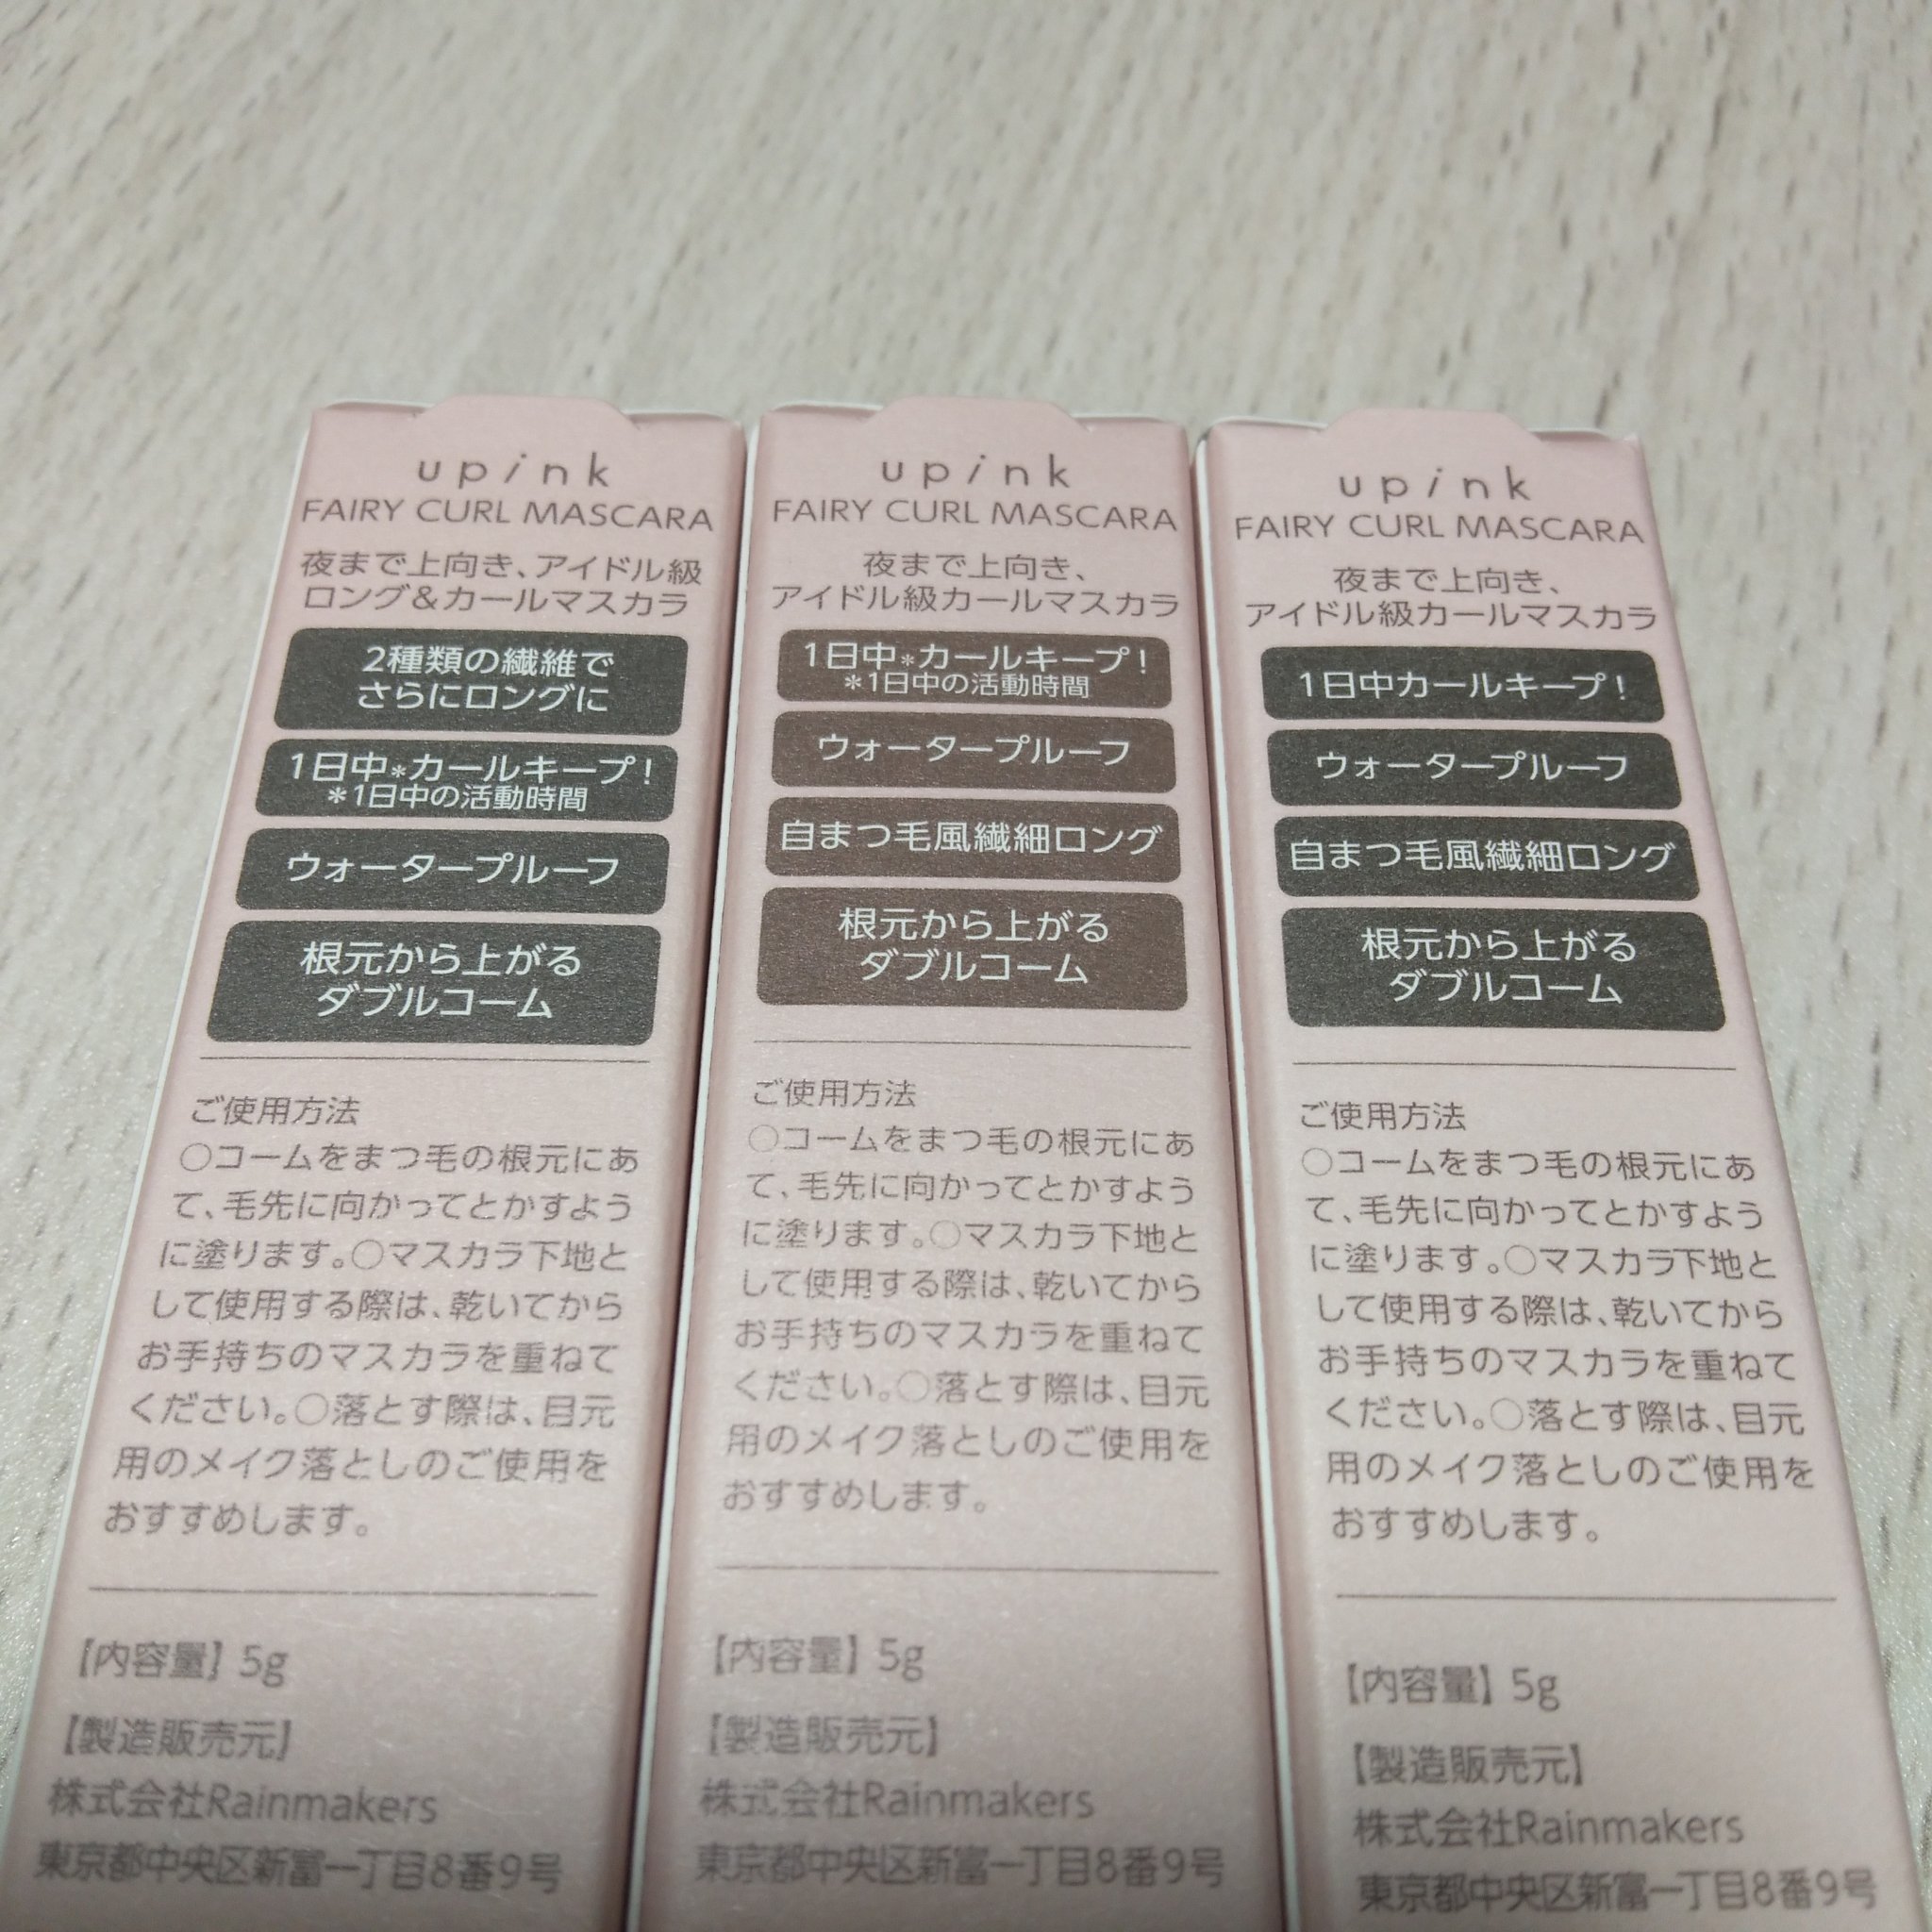 upink
FAIRY CURL MASCARA
夜まで上向き、アイドル級
ロング&カールマスカラ
2種類の繊維で
さらにロングに
1日中*カールキープ!
*1日中の活動時間
ウォータープルーフ
根元から上がる
ダブルコーム
ご使用方法
○コームをまつ毛の根元にあ
て、毛先に向かってとかすよう
に塗ります。○マスカラ下地と
して使用する際は、乾いてから
お手持ちのマスカラを重ねて
ください。○落とす際は、目元
用のメイク落としのご使用を
おすすめします。
【内容量】5g
【製造販売元】
株式会社Rainmakers
東京都中央区新富一丁目8番9号
upink
FAIRY CURL MASCARA
夜まで上向き、
アイドル級カールマスカラ
1日中*カールキープ!
*1日中の活動時間
ウォータープルーフ
自まつ毛風繊細ロング
根元から上がる
ダブルコーム
ご使用方法
○コームをまつ毛の根元にあ
て、毛先に向かってとかすよう
に塗ります。○マスカラ下地と
して使用する際は、乾いてから
お手持ちのマスカラを重ねて
ください。○落とす際は、目元
用のメイク落としのご使用を
おすすめします。
【内容量】5g
【製造販売元】
株式会社Rainmakers
東京都中央区新富一丁目8番9号
upink
FAIRY CURL MASCARA
夜まで上向き、
アイドル級カールマスカラ
1日中カールキープ!
ウォータープルーフ
自まつ毛風繊細ロング
根元から上がる
ダブルコーム
ご使用方法
○コームをまつ毛の根元にあ
て、毛先に向かってとかすよう
に塗ります。○マスカラ下地と
して使用する際は、乾いてから
お手持ちのマスカラを重ねて
ください。○落とす際は、目元
用のメイク落としのご使用を
おすすめします。
【内容量】5g
【製造販売元】
株式会社Rainmakers
東京都中央区新富一丁目8番9号